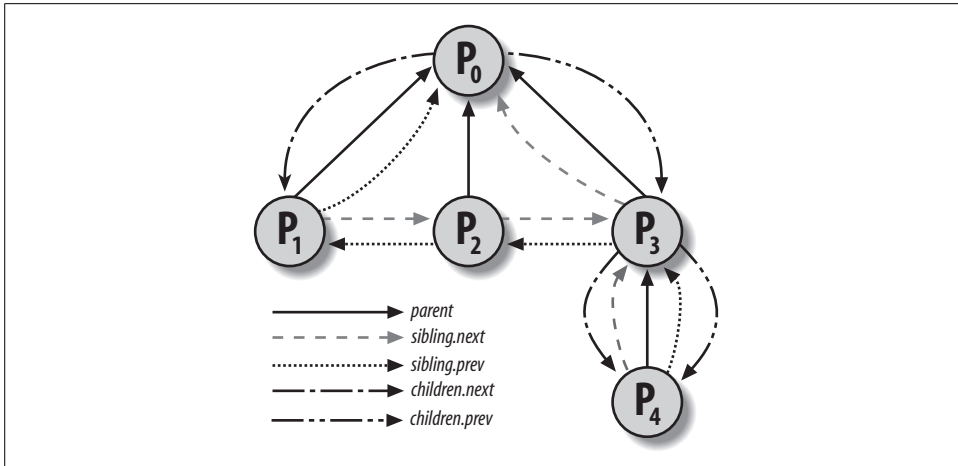 P0
P1
P2
P3
parent
sibling.next
sibling.prev
children.next
children.prev
P4